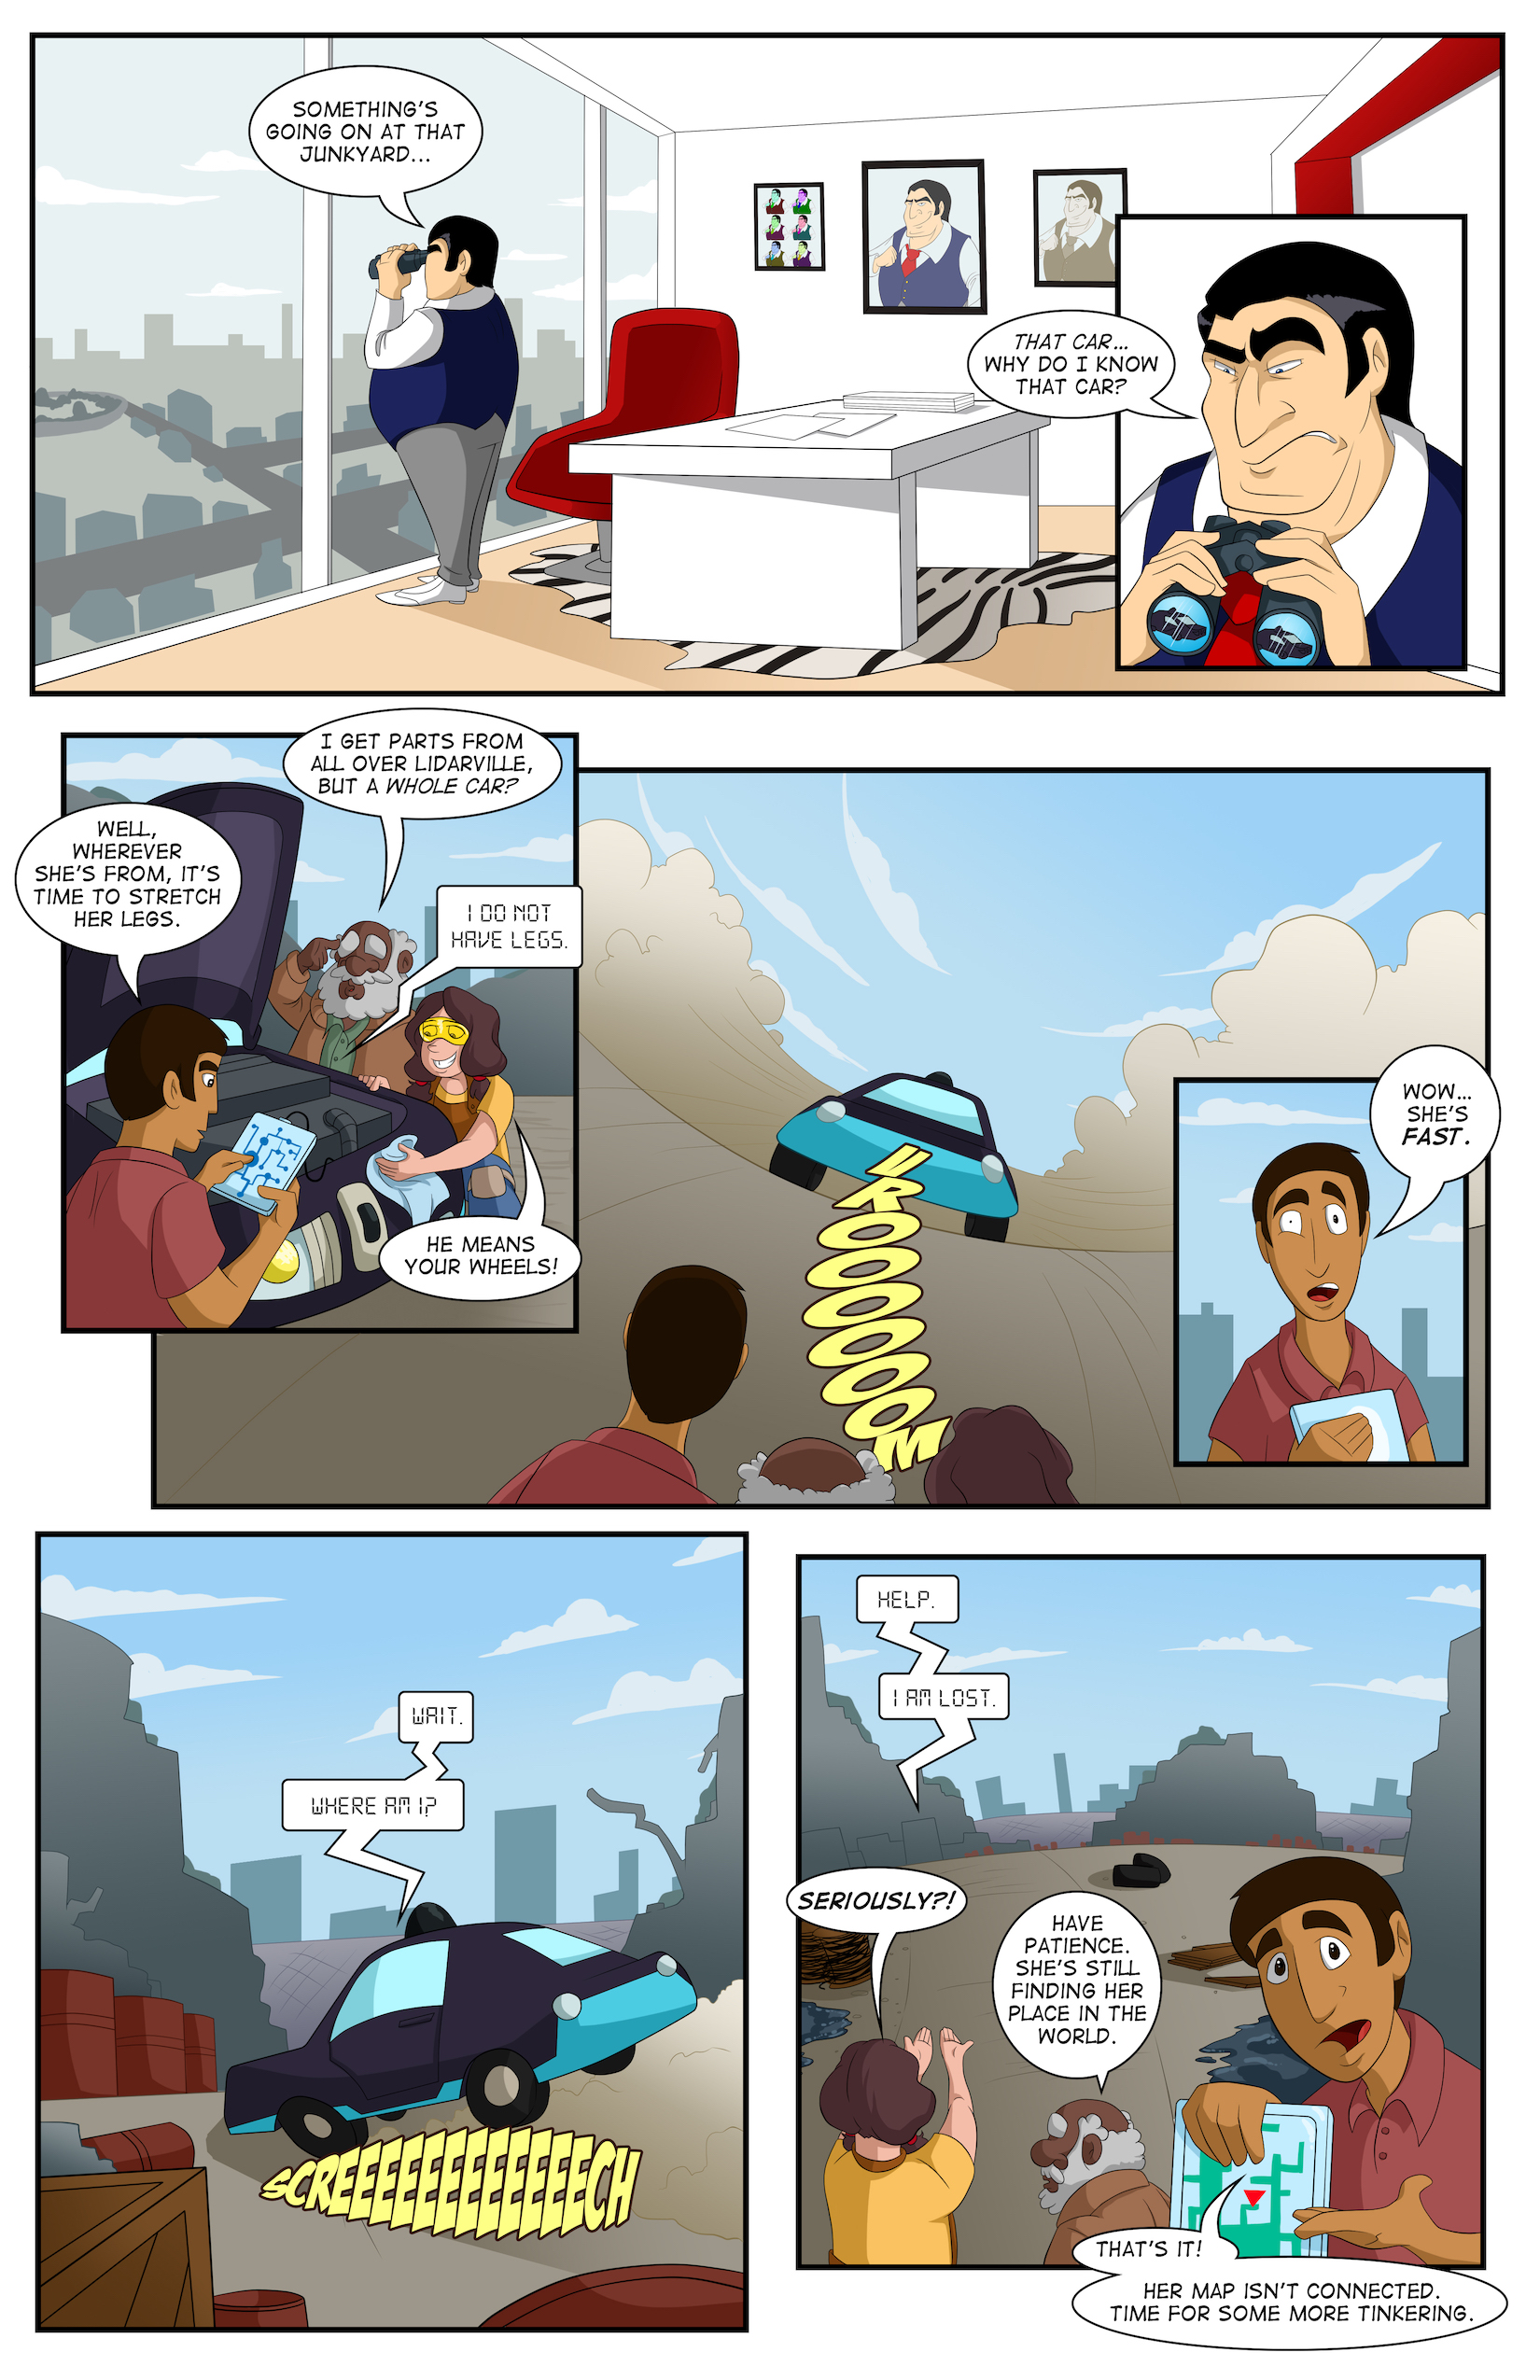 SOMETHING'S
GOING ON AT THAT
JUNKYARD...
THAT CAR...
WHY DO I KNOW
THAT CAR?
I GET PARTS FROM
ALL OVER LIDARVILLE,
BUT A WHOLE CAR?
WELL,
WHEREVER
SHE'S FROM, IT'S
TIME TO STRETCH
HER LEGS.
I DO NOT
HAVE LEGS.
HE MEANS
YOUR WHEELS!
VROOOOOOOM
WOW...
SHE'S
FAST.
WAIT.
WHERE AM I?
SCREEEEEEEEEEEEECH
HELP.
I AM LOST.
SERIOUSLY?!
HAVE
PATIENCE.
SHE'S STILL
FINDING HER
PLACE IN THE
WORLD.
THAT'S IT!
HER MAP ISN'T CONNECTED.
TIME FOR SOME MORE TINKERING.